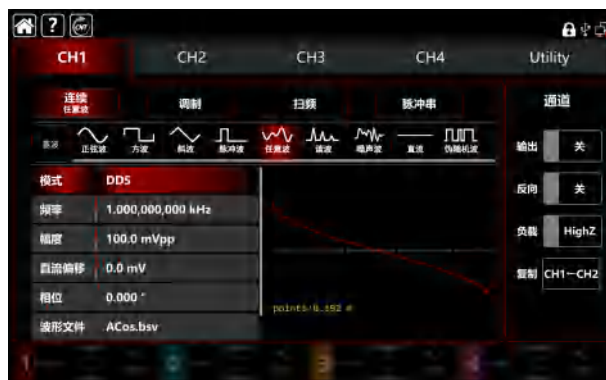 ?
CH1 CH2 CH3 CH4 Utility
连续 调制 扫频 脉冲串 通道
任意波
基波 正弦波 方波 斜波 脉冲波 任意波 谐波 噪声波 直流 伪随机波
输出 关
模式 DDS
反向 关
频率 1.000,000,000 kHz
幅度 100.0 mVpp
负载 HighZ
直流偏移 0.0 mV
复制 CH1←CH2
相位 0.000 °
波形文件 ACos.bsv
1 2 3 4